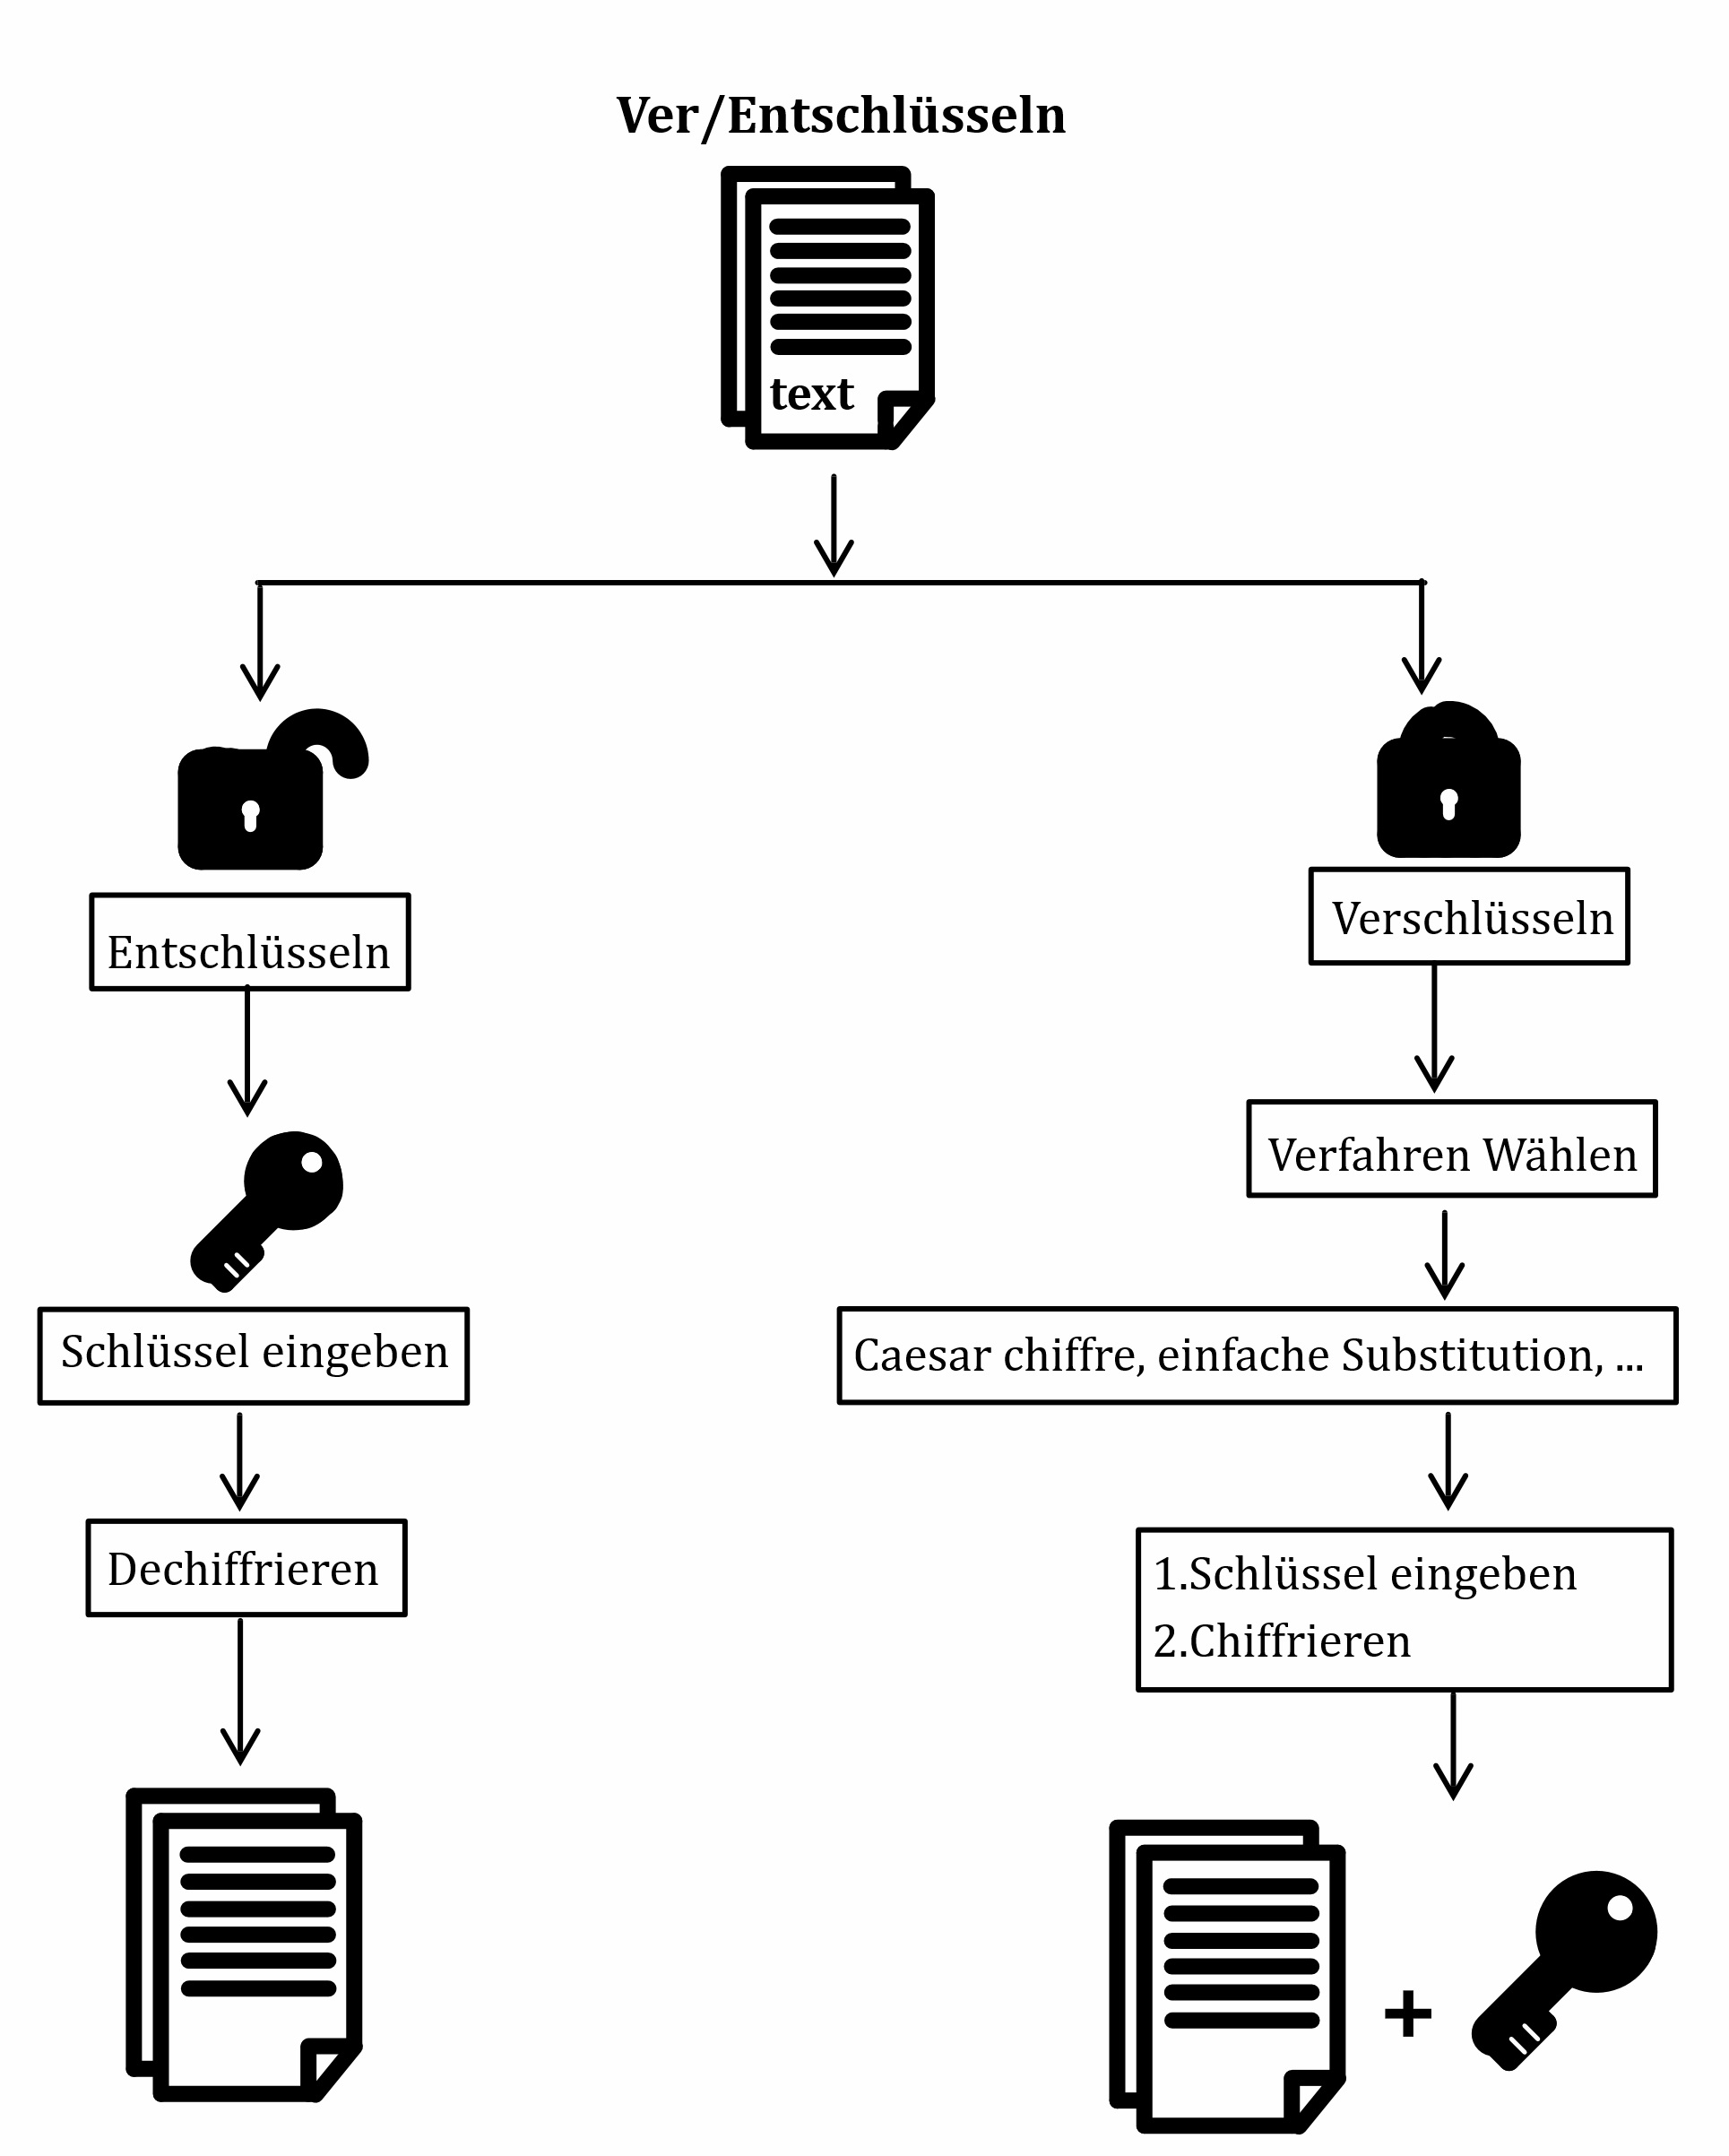 Ver/Entschlüsseln
text
Entschlüsseln
Schlüssel eingeben
Dechiffrieren
Verschlüsseln
Verfahren Wählen
Caesar chiffre, einfache Substitution, ...
1.Schlüssel eingeben
2.Chiffrieren
+